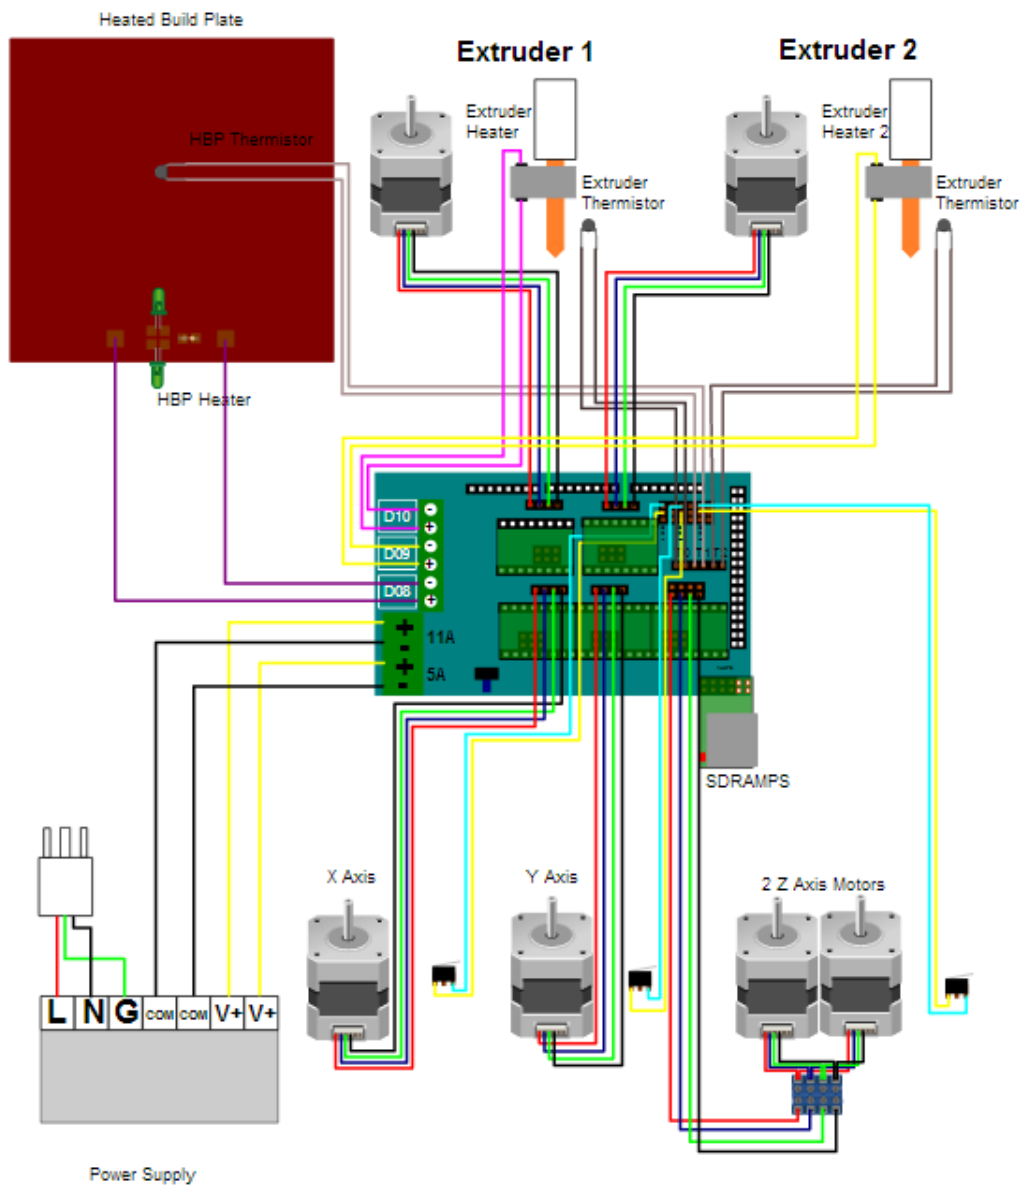 Heated Build Plate
Extruder 1
Extruder 2
Extruder
Heater
Extruder
Heater 2
HBP Thermistor
Extruder
Thermistor
Extruder
Thermistor
HBP Heater
D10
-
+
D09
-
+
D08
-
+
+
11A
-
+
5A
-
SDRAMPS
X Axis
Y Axis
2 Z Axis Motors
L N G COM COM V+ V+
Power Supply